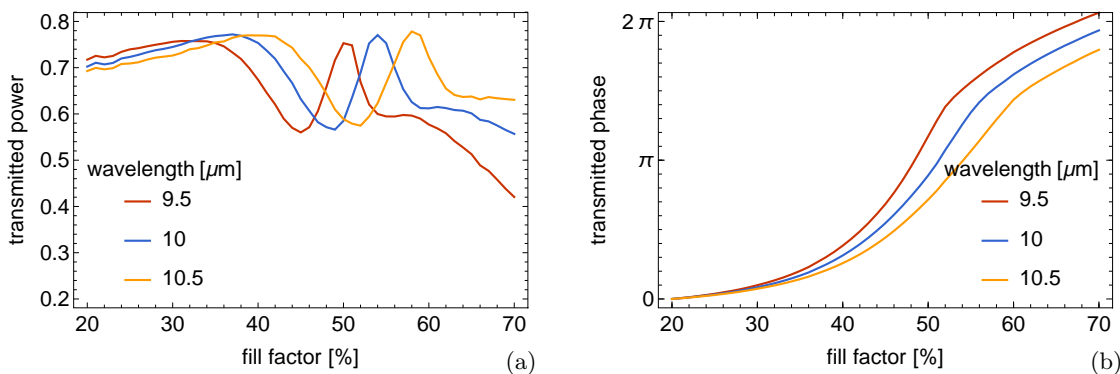 0.8
0.7
0.6
0.5
0.4
0.3
0.2
transmitted power
wavelength [μm]
9.5
10
10.5
20 30 40 50 60 70
fill factor [%]
(a)
2 π
π
0
transmitted phase
wavelength [μm]
9.5
10
10.5
20 30 40 50 60 70
fill factor [%]
(b)